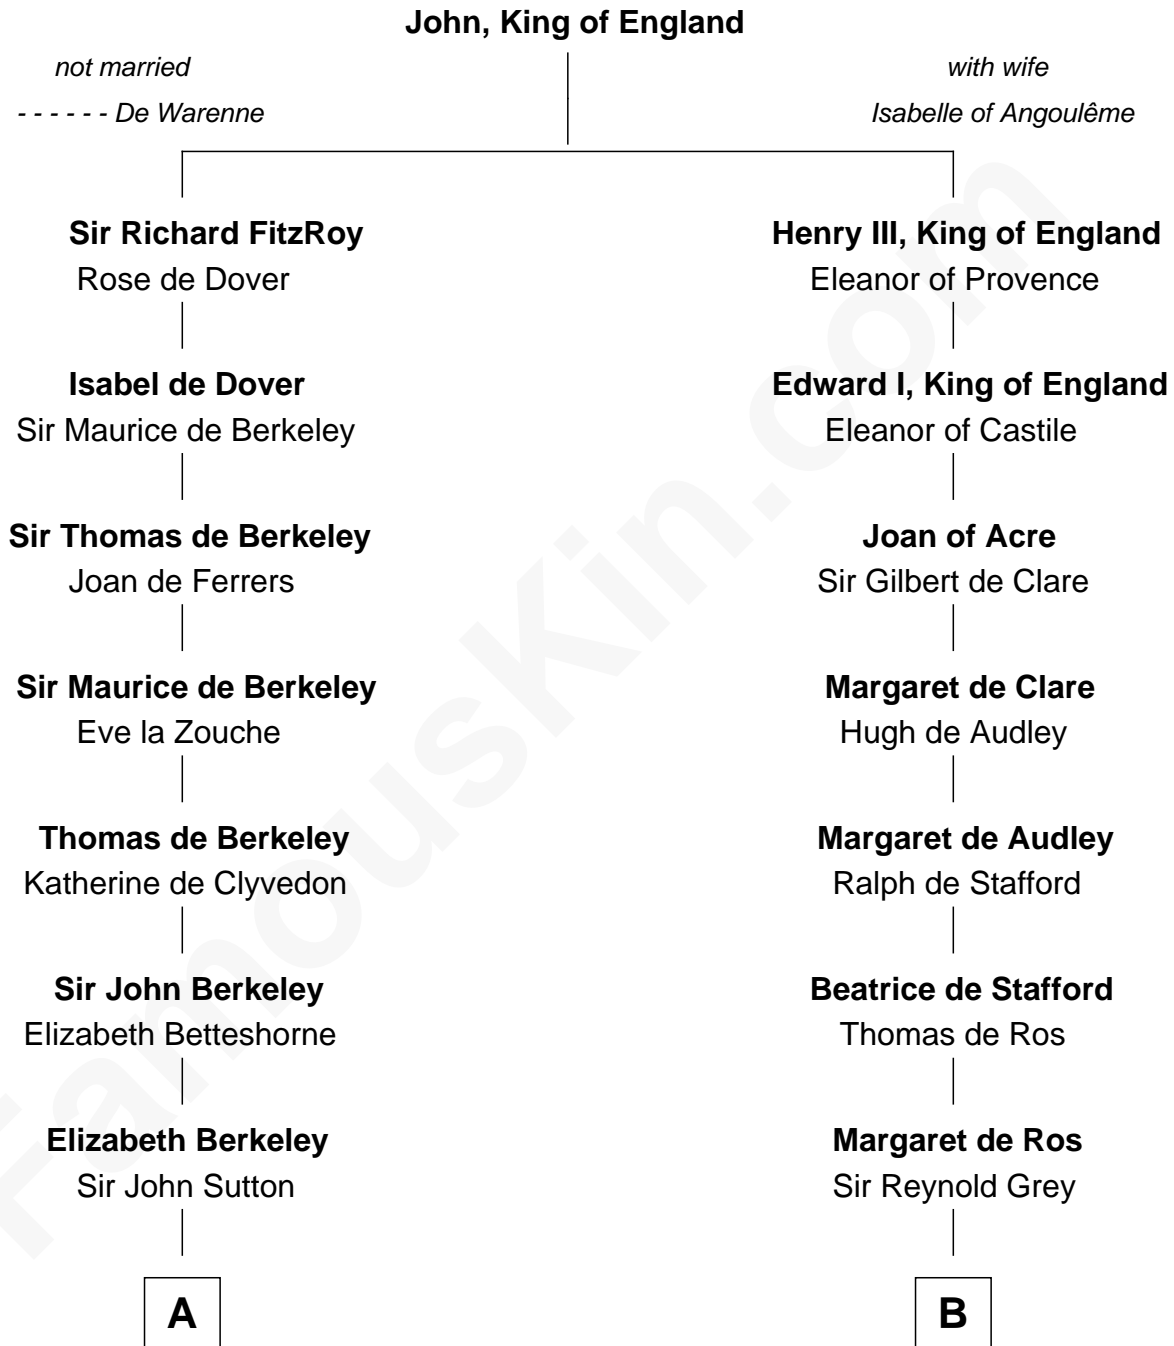 John, King of England
not married
with wife
- - - - - - De Warenne
Isabelle of Angoulême
Sir Richard FitzRoy
Henry III, King of England
Rose de Dover
Eleanor of Provence
Isabel de Dover
Edward I, King of England
Sir Maurice de Berkeley
Eleanor of Castile
Sir Thomas de Berkeley
Joan of Acre
Joan de Ferrers
Sir Gilbert de Clare
Sir Maurice de Berkeley
Margaret de Clare
Eve la Zouche
Hugh de Audley
Thomas de Berkeley
Margaret de Audley
Katherine de Clyvedon
Ralph de Stafford
Sir John Berkeley
Beatrice de Stafford
Elizabeth Betteshorne
Thomas de Ros
Elizabeth Berkeley
Margaret de Ros
Sir John Sutton
Sir Reynold Grey
A
B
FamousKin.com